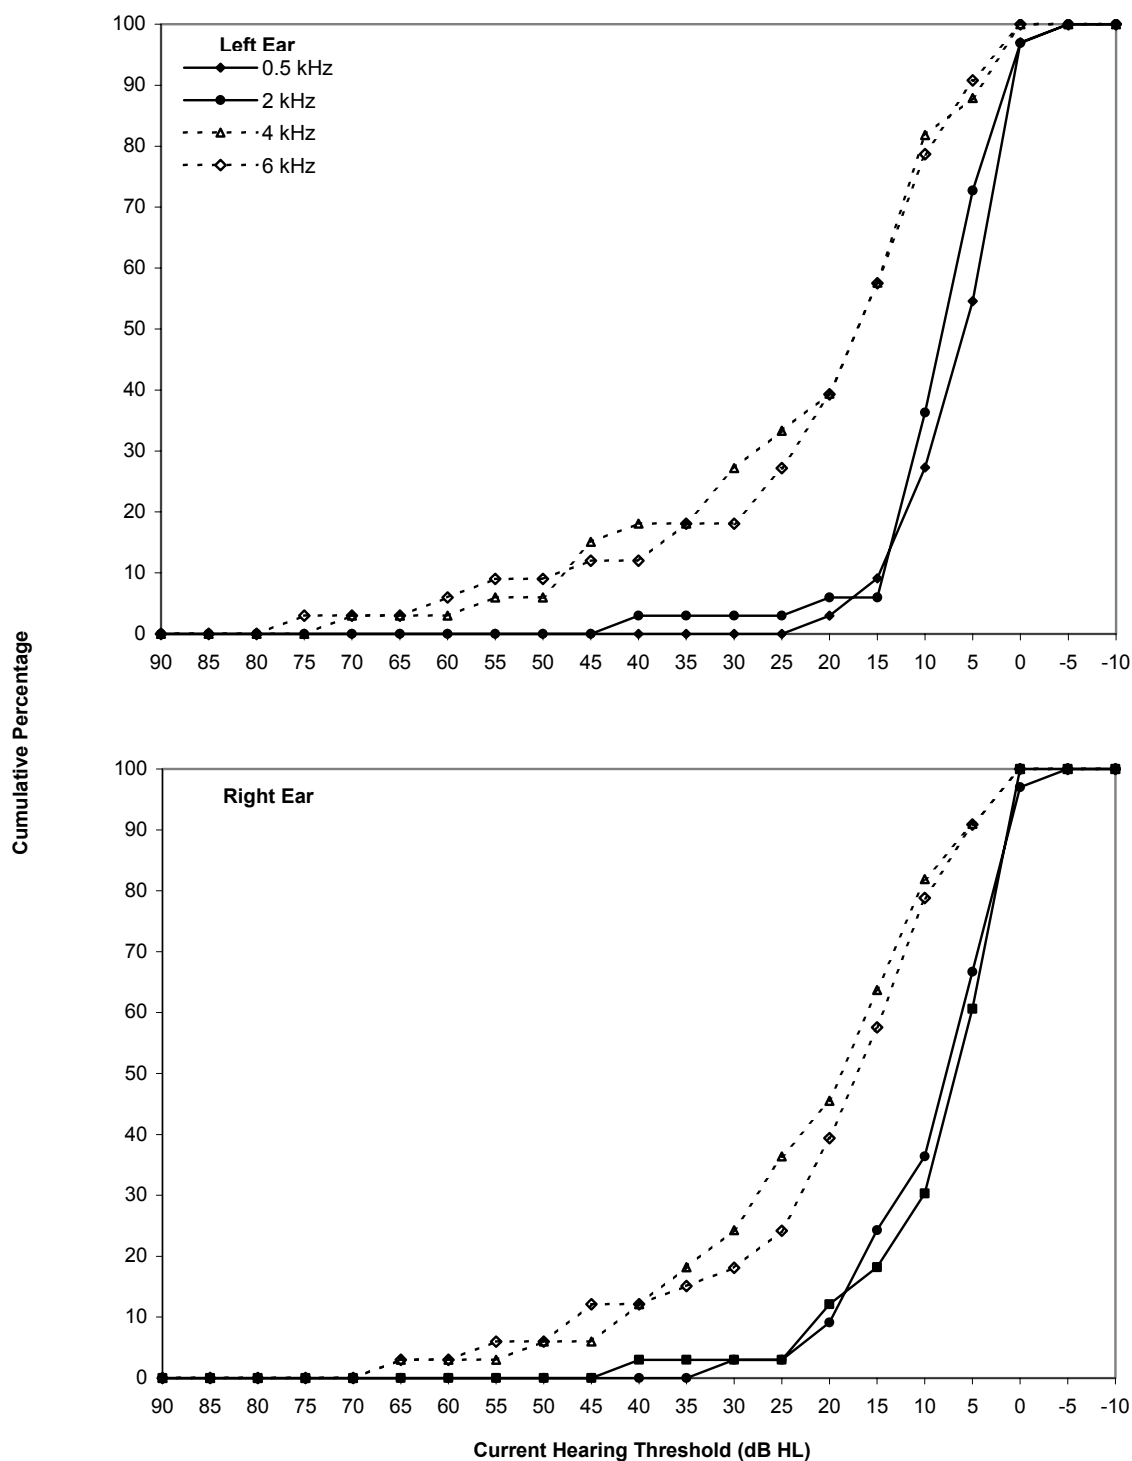 Cumulative Percentage
Left Ear
0.5 kHz
2 kHz
4 kHz
6 kHz
100
90
80
70
60
50
40
30
20
10
0
90 85 80 75 70 65 60 55 50 45 40 35 30 25 20 15 10 5 0 -5 -10
Right Ear
100
90
80
70
60
50
40
30
20
10
0
90 85 80 75 70 65 60 55 50 45 40 35 30 25 20 15 10 5 0 -5 -10
Current Hearing Threshold (dB HL)